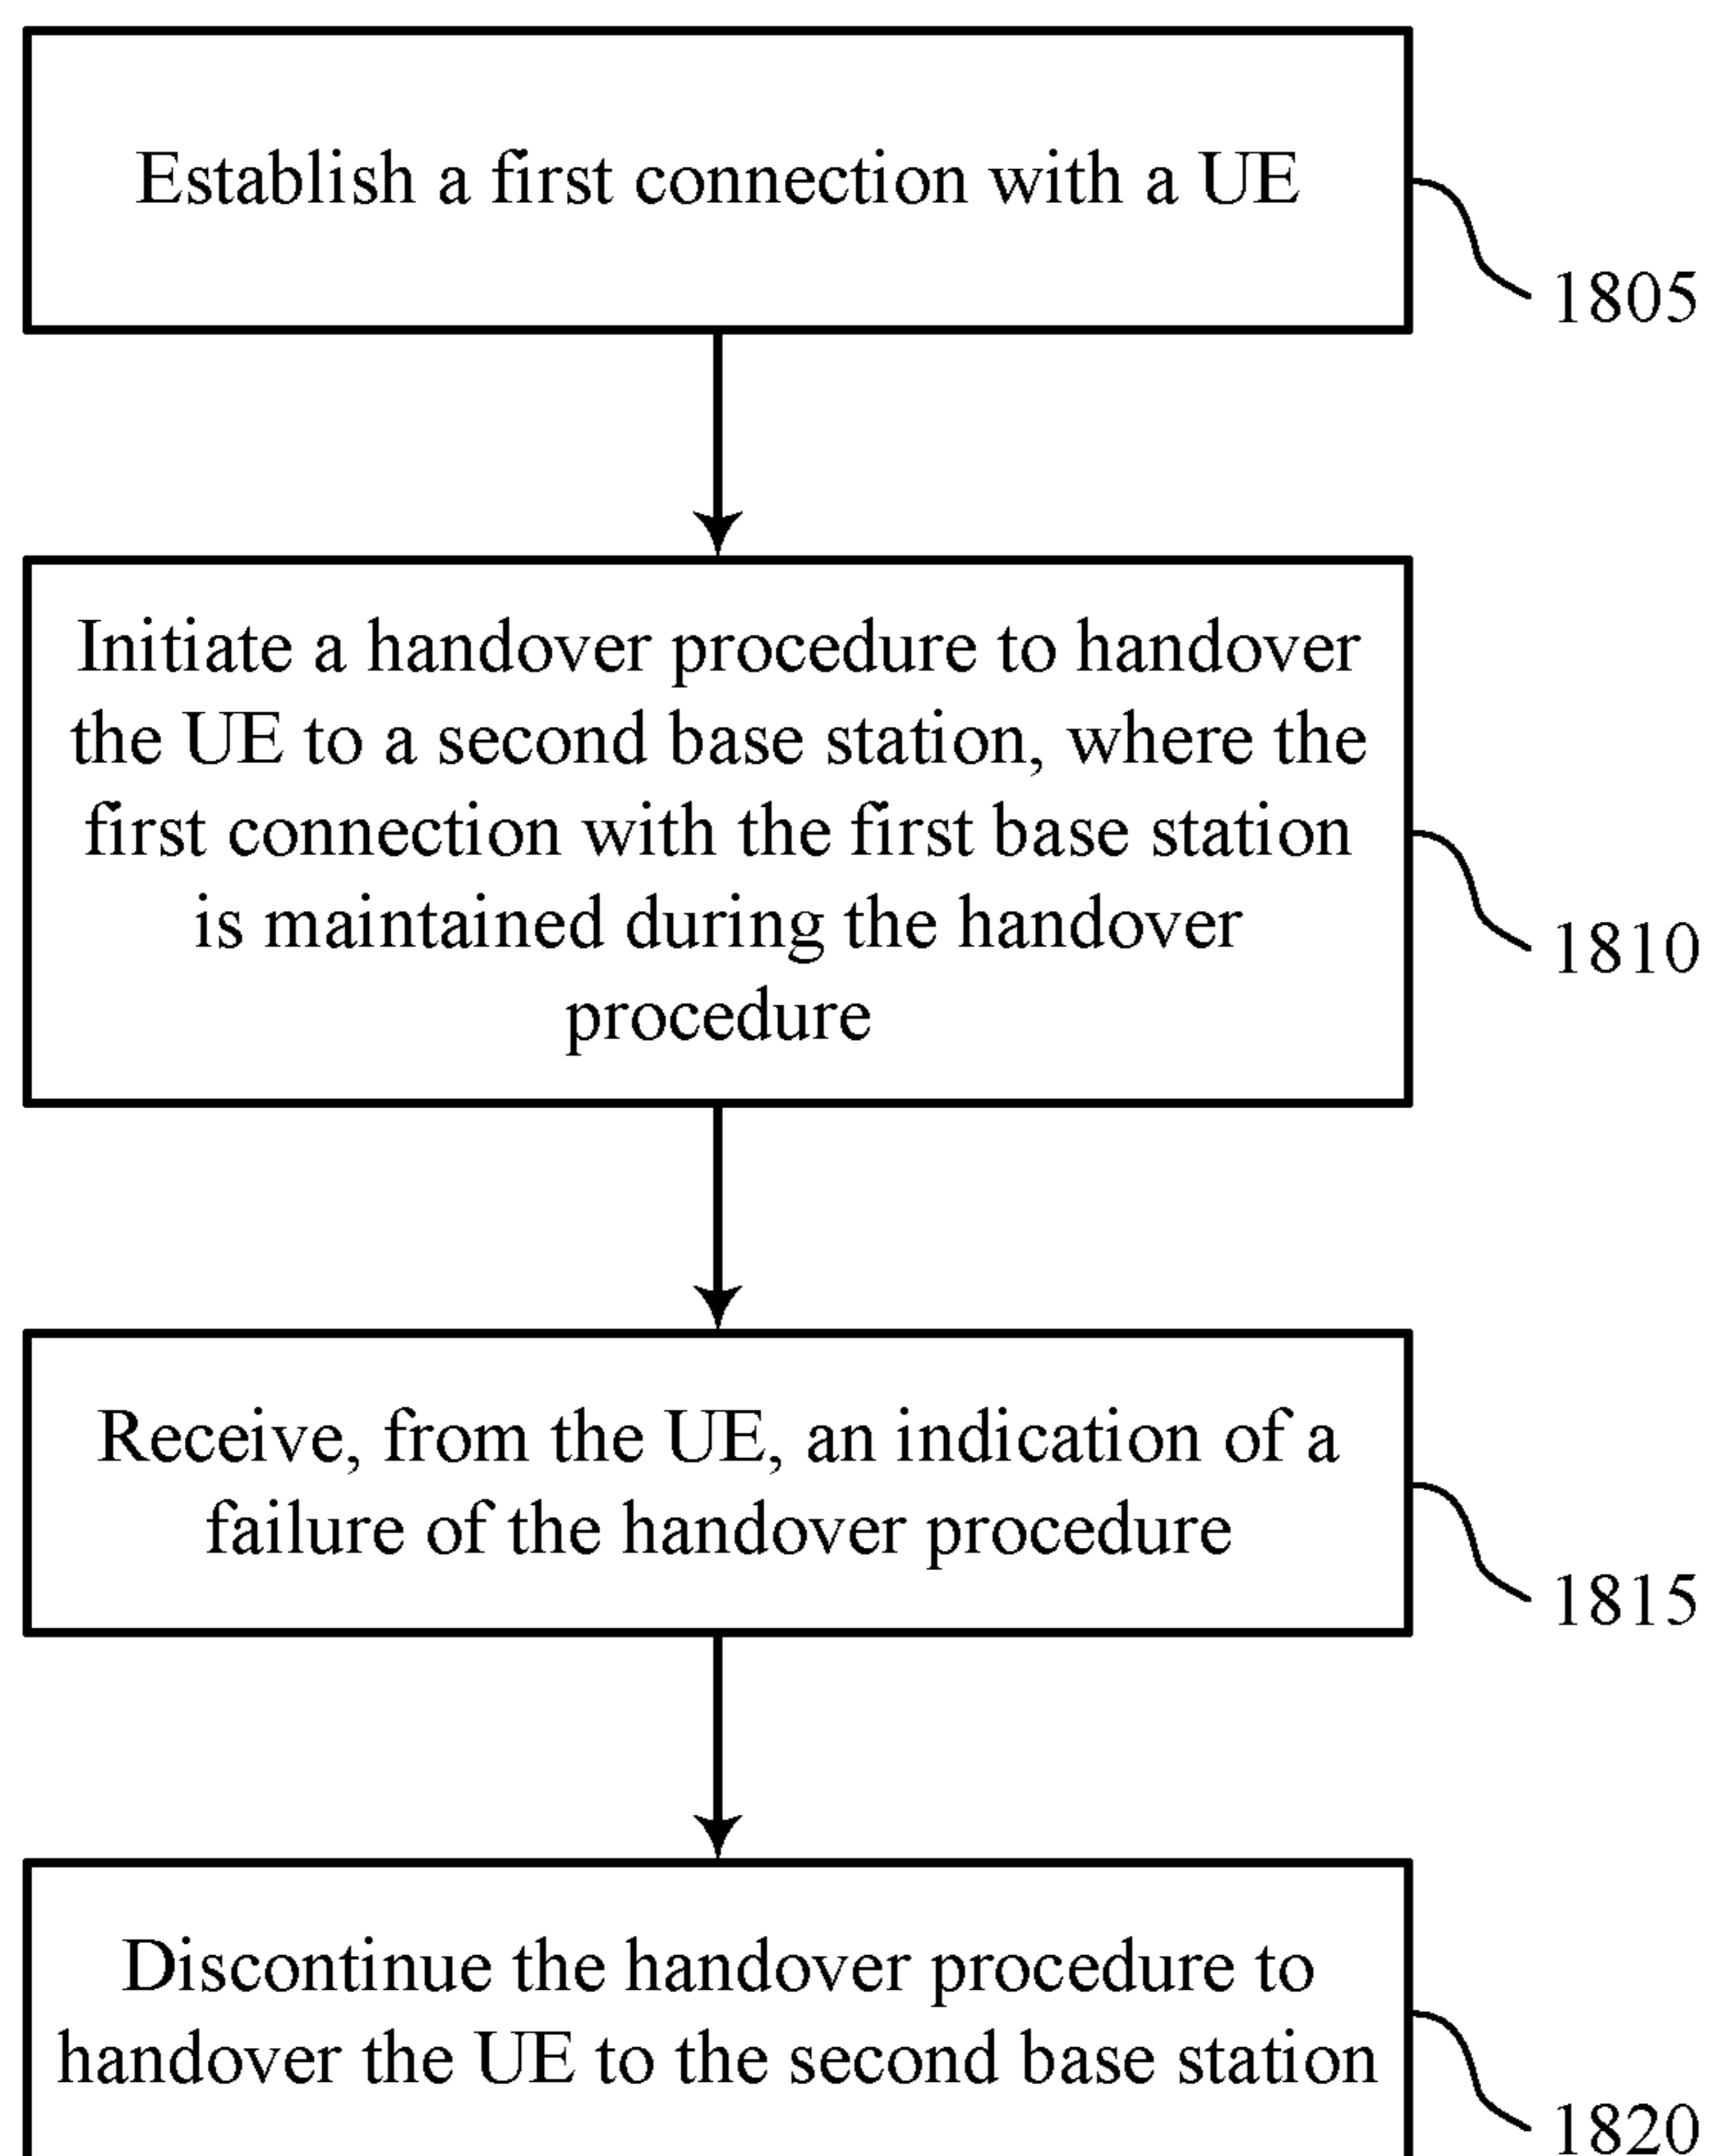 Establish a first connection with a UE
1805
Initiate a handover procedure to handover
the UE to a second base station, where the
first connection with the first base station
is maintained during the handover
procedure
1810
Receive, from the UE, an indication of a
failure of the handover procedure
1815
Discontinue the handover procedure to
handover the UE to the second base station
1820